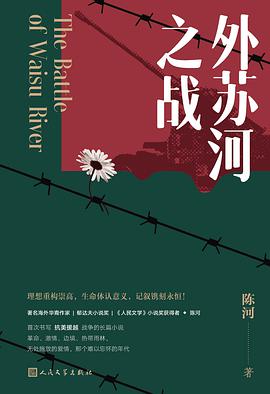 外苏河
之战
The Battle
of Waisu River
理想重构崇高，生命体认意义，记叙镌刻永恒！
著名海外华裔作家 | 郁达夫小说奖 | 《人民文学》小说奖获得者 ● 陈河
首次书写 抗美援越 战争的长篇小说
革命、激情、边境、热带雨林，
无处施放的爱情，那个难以忘怀的年代
陈河
著
人民文学出版社